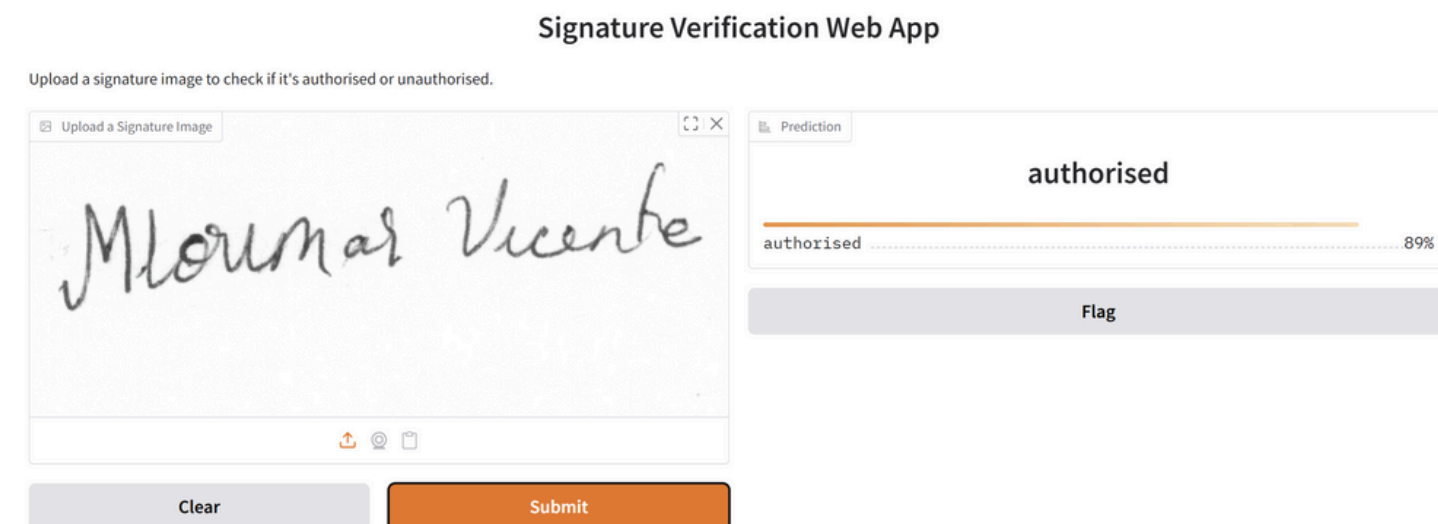 Signature Verification Web App
Upload a signature image to check if it's authorised or unauthorised.
Upload a Signature Image
Mlourmar Vicente
Prediction
authorised
authorised 89%
Flag
Clear
Submit